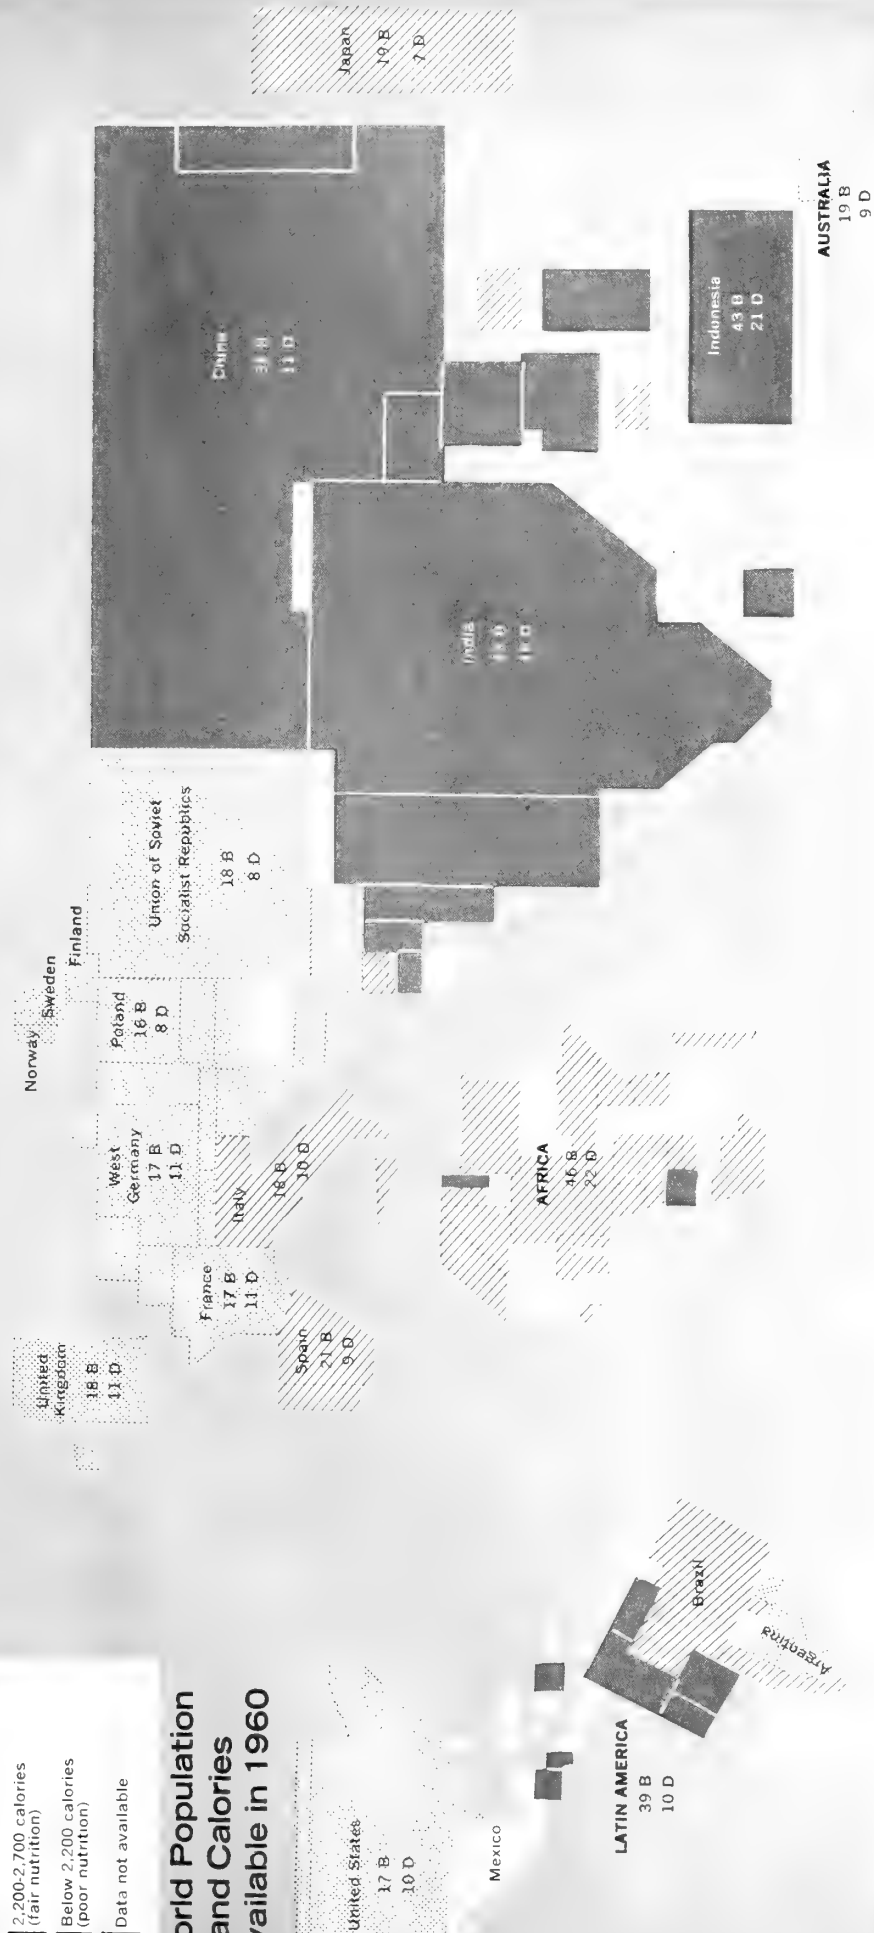 2,200-2,700 calories
(fair nutrition)
Below 2,200 calories
(poor nutrition)
Data not available
orld Population
and Calories
vailable in 1960
United States
17 B
10 D
Mexico
LATIN AMERICA
39 B
10 D
Brazil
Argentina
United
Kingdom
18 B
11 D
France
17 B
11 D
Spain
21 B
9 D
West
Germany
17 B
11 D
Italy
18 B
10 D
Norway
Sweden
Finland
Poland
16 B
8 D
Union of Soviet
Socialist Republics
18 B
8 D
AFRICA
46 B
22 D
China
11 D
India
Japan
19 B
7 D
Indonesia
43 B
21 D
AUSTRALIA
19 B
9 D